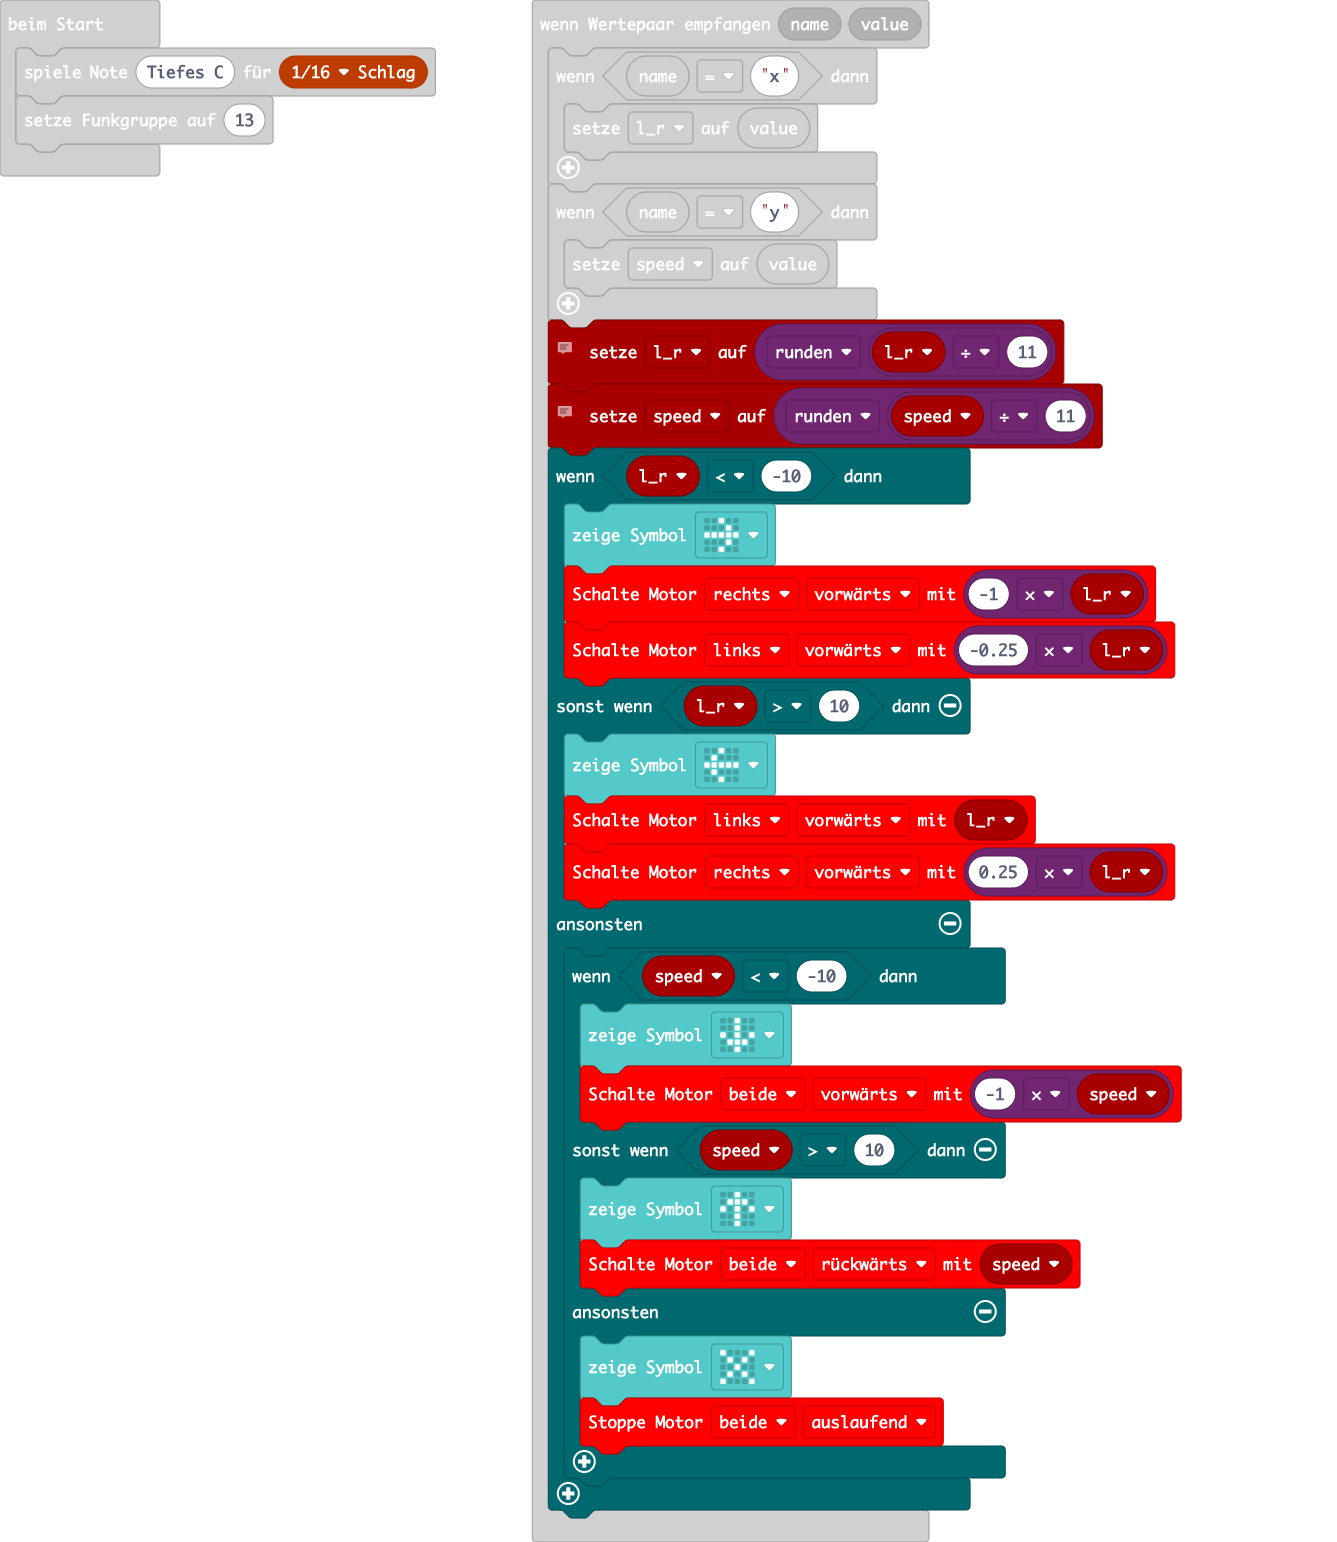 beim Start
spiele Note Tiefes C für 1/16 Schlag
setze Funkgruppe auf 13
wenn Wertepaar empfangen name value
wenn name = "x" dann
setze l_r auf value
wenn name = "y" dann
setze speed auf value
setze l_r auf runden l_r ÷ 11
setze speed auf runden speed ÷ 11
wenn l_r < -10 dann
zeige Symbol
Schalte Motor rechts vorwärts mit -1 × l_r
Schalte Motor links vorwärts mit -0.25 × l_r
sonst wenn l_r > 10 dann
zeige Symbol
Schalte Motor links vorwärts mit l_r
Schalte Motor rechts vorwärts mit 0.25 × l_r
ansonsten
wenn speed < -10 dann
zeige Symbol
Schalte Motor beide vorwärts mit -1 × speed
sonst wenn speed > 10 dann
zeige Symbol
Schalte Motor beide rückwärts mit speed
ansonsten
zeige Symbol
Stoppe Motor beide auslaufend